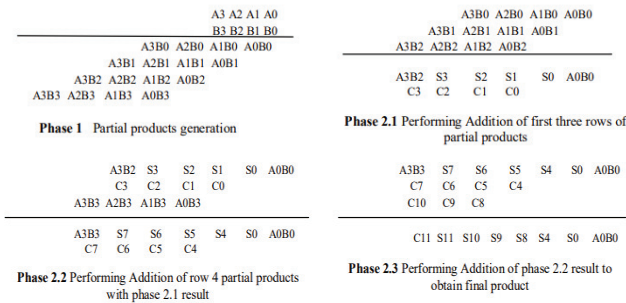 A3 A2 A1 A0
B3 B2 B1 B0
A3B0 A2B0 A1B0 A0B0
A3B1 A2B1 A1B1 A0B1
A3B2 A2B2 A1B2 A0B2
A3B3 A2B3 A1B3 A0B3
Phase 1 Partial products generation
A3B0 A2B0 A1B0 A0B0
A3B1 A2B1 A1B1 A0B1
A3B2 A2B2 A1B2 A0B2
A3B2 S3 S2 S1 S0 A0B0
C3 C2 C1 C0
Phase 2.1 Performing Addition of first three rows of
partial products
A3B2 S3 S2 S1 S0 A0B0
C3 C2 C1 C0
A3B3 A2B3 A1B3 A0B3
A3B3 S7 S6 S5 S4 S0 A0B0
C7 C6 C5 C4
Phase 2.2 Performing Addition of row 4 partial products
with phase 2.1 result
A3B3 S7 S6 S5 S4 S0 A0B0
C7 C6 C5 C4
C10 C9 C8
C11 S11 S10 S9 S8 S4 S0 A0B0
Phase 2.3 Performing Addition of phase 2.2 result to
obtain final product